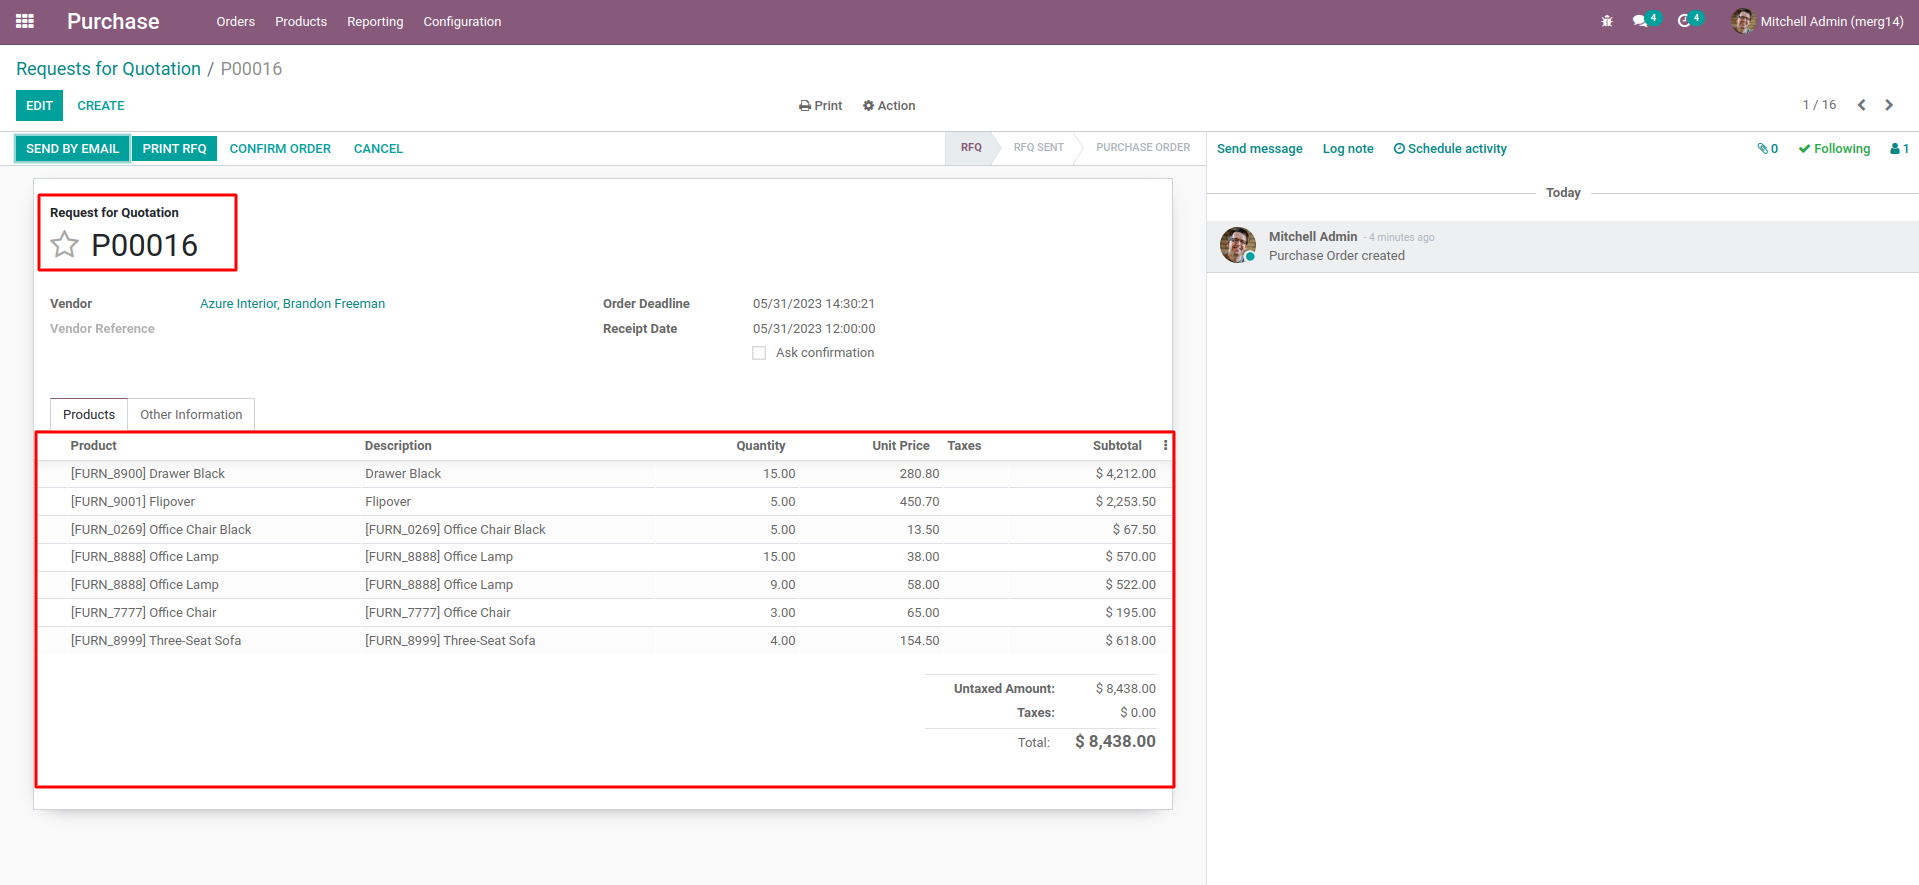 Purchase Orders Products Reporting Configuration 4 4 Mitchell Admin (merg14)
Requests for Quotation / P00016
EDIT CREATE Print Action 1 / 16
SEND BY EMAIL PRINT RFQ CONFIRM ORDER CANCEL RFQ RFQ SENT PURCHASE ORDER
Send message Log note Schedule activity 0 Following 1
Today
Mitchell Admin - 4 minutes ago
Purchase Order created
Request for Quotation
P00016
Vendor Azure Interior, Brandon Freeman Order Deadline 05/31/2023 14:30:21
Vendor Reference Receipt Date 05/31/2023 12:00:00
Ask confirmation
Products Other Information
Product Description Quantity Unit Price Taxes Subtotal
[FURN_8900] Drawer Black Drawer Black 15.00 280.80 $ 4,212.00
[FURN_9001] Flipover Flipover 5.00 450.70 $ 2,253.50
[FURN_0269] Office Chair Black [FURN_0269] Office Chair Black 5.00 13.50 $ 67.50
[FURN_8888] Office Lamp [FURN_8888] Office Lamp 15.00 38.00 $ 570.00
[FURN_8888] Office Lamp [FURN_8888] Office Lamp 9.00 58.00 $ 522.00
[FURN_7777] Office Chair [FURN_7777] Office Chair 3.00 65.00 $ 195.00
[FURN_8999] Three-Seat Sofa [FURN_8999] Three-Seat Sofa 4.00 154.50 $ 618.00
Untaxed Amount: $ 8,438.00
Taxes: $ 0.00
Total: $ 8,438.00